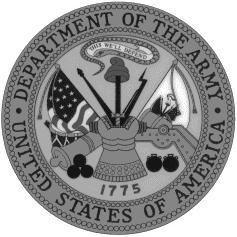 DEPARTMENT OF THE ARMY
THIS WE'LL DEFEND
1775
UNITED STATES OF AMERICA